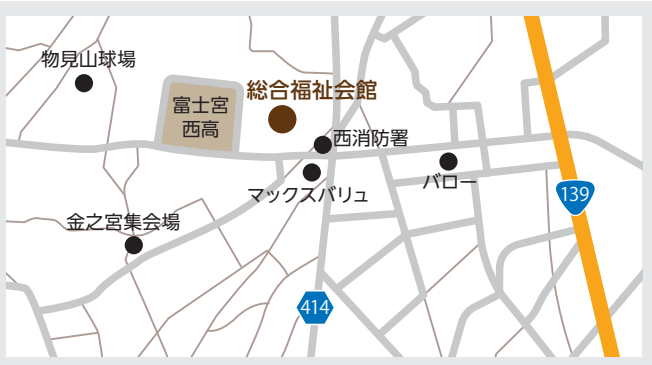 物見山球場
総合福祉会館
富士宮
西高
西消防署
マックスバリュ
バロー
139
金之宮集会場
414